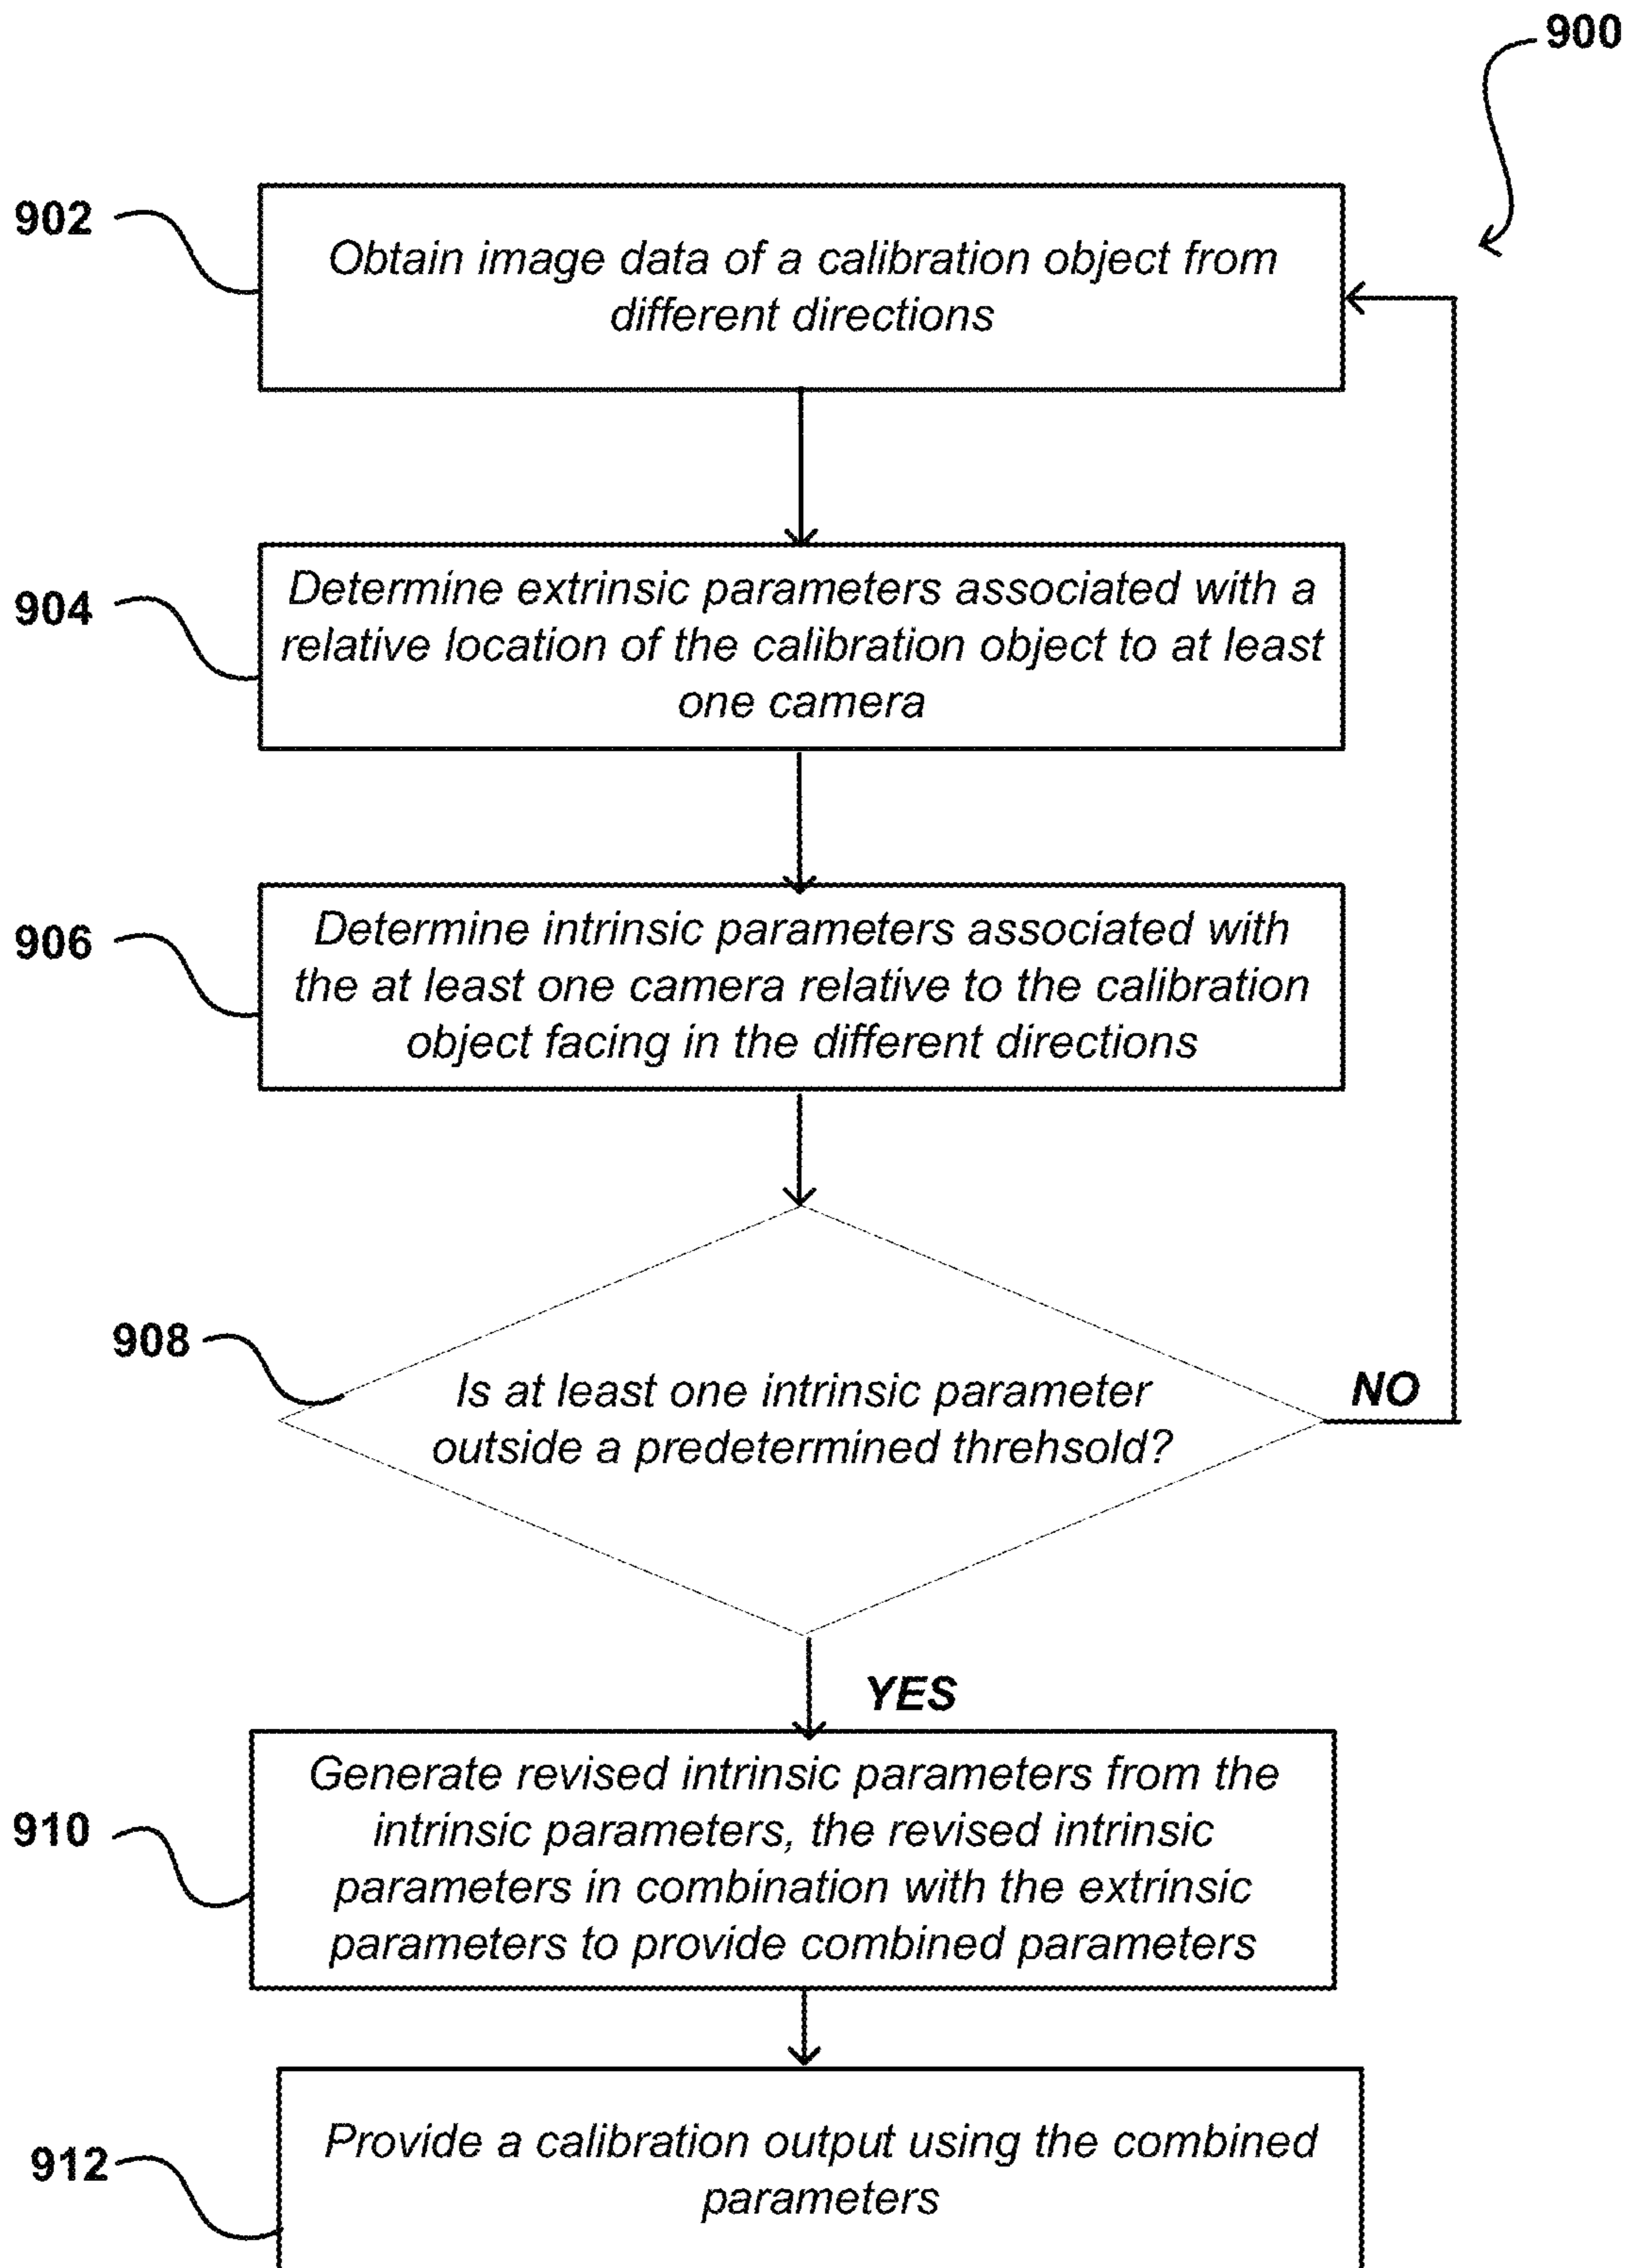 900
902
Obtain image data of a calibration object from
different directions
904
Determine extrinsic parameters associated with a
relative location of the calibration object to at least
one camera
906
Determine intrinsic parameters associated with
the at least one camera relative to the calibration
object facing in the different directions
908
Is at least one intrinsic parameter
outside a predetermined threhsold?
NO
YES
910
Generate revised intrinsic parameters from the
intrinsic parameters, the revised intrinsic
parameters in combination with the extrinsic
parameters to provide combined parameters
912
Provide a calibration output using the combined
parameters